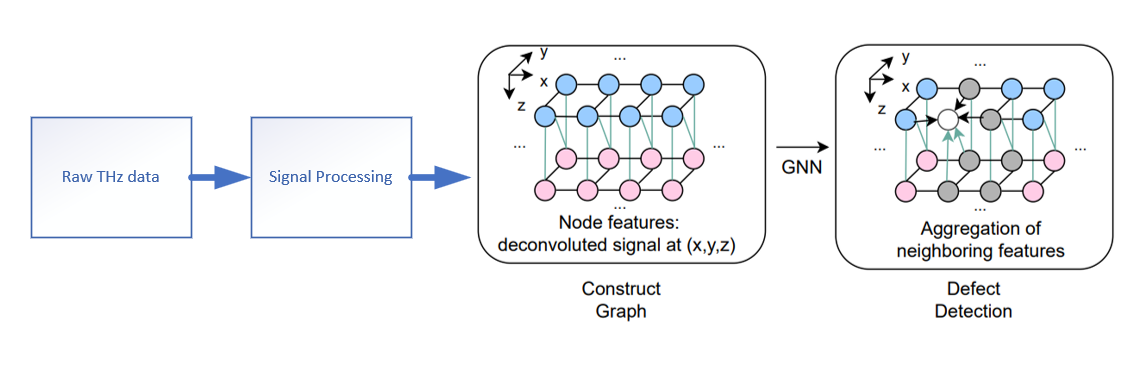 Raw THz data
Signal Processing
y
x
z
...
...
...
...
Node features:
deconvoluted signal at (x,y,z)
Construct
Graph
GNN
y
x
z
...
...
...
...
Aggregation of
neighboring features
Defect
Detection